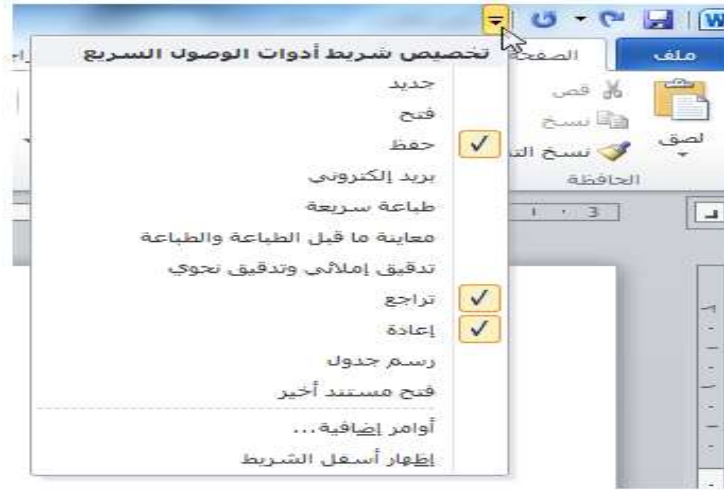 ملف
الصفحة
لصق
قص
نسخ
نسخ
الحافظة
3 · 1
تخصيص شريط أدوات الوصول السريع
جديد
فتح
حفظ
بريد إلكتروني
طباعة سريعة
معاينة ما قبل الطباعة والطباعة
تدقيق إملائي وتدقيق نحوي
تراجع
إعادة
رسم جدول
فتح مستند أخير
أوامر إضافية...
إظهار أسفل الشريط